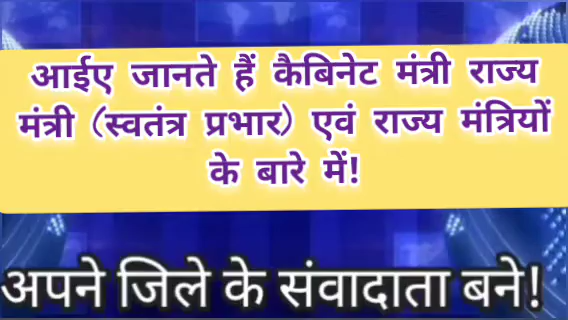 आईए जानते हैं कैबिनेट मंत्री राज्य
मंत्री (स्वतंत्र प्रभार) एवं राज्य मंत्रियों
के बारे में!
अपने जिले के संवादाता बने!